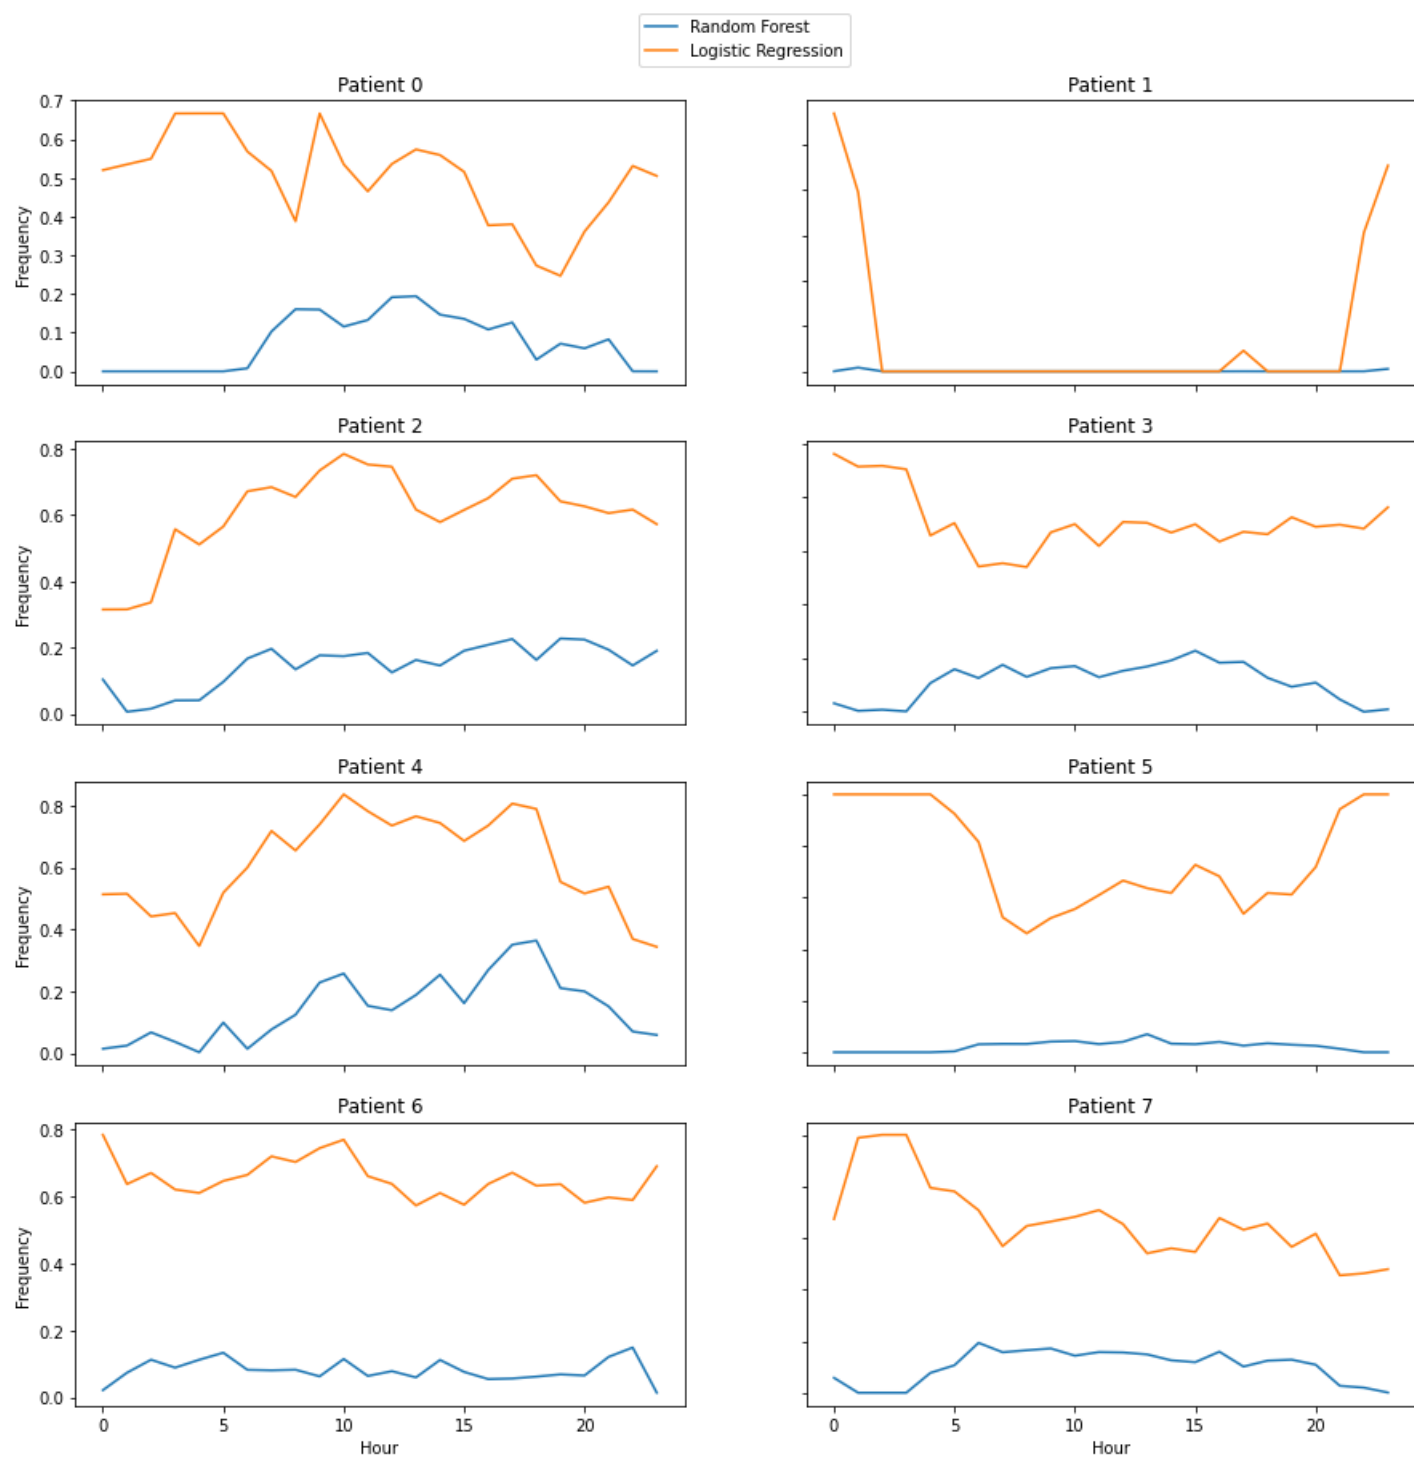 Random Forest
Logistic Regression
Patient 0
Patient 1
0.7
0.6
0.5
0.4
0.3
0.2
0.1
0.0
Frequency
Patient 2
Patient 3
0.8
0.6
0.4
0.2
0.0
Frequency
Patient 4
Patient 5
0.8
0.6
0.4
0.2
0.0
Frequency
Patient 6
Patient 7
0.8
0.6
0.4
0.2
0.0
Frequency
0 5 10 15 20
0 5 10 15 20
Hour
Hour